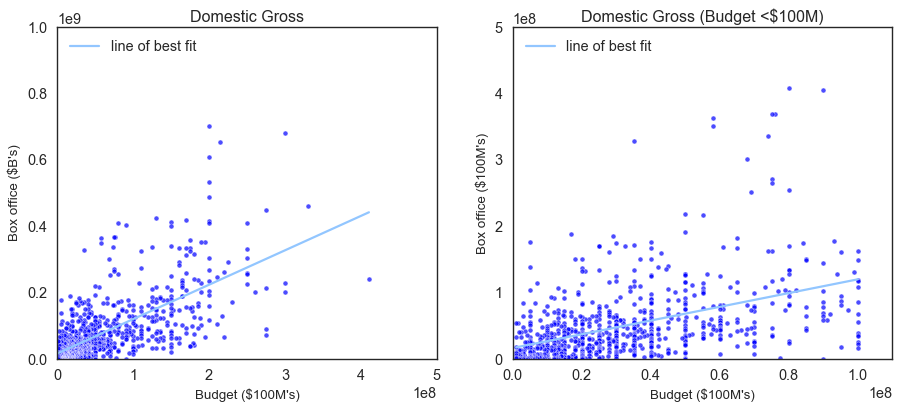 Domestic Gross
1e9
line of best fit
1.0
0.8
0.6
0.4
0.2
0.0
Box office ($B's)
0 1 2 3 4 5
Budget ($100M's)
1e8
Domestic Gross (Budget <$100M)
1e8
line of best fit
5
4
3
2
1
0
Box office ($100M's)
0.0 0.2 0.4 0.6 0.8 1.0
Budget ($100M's)
1e8